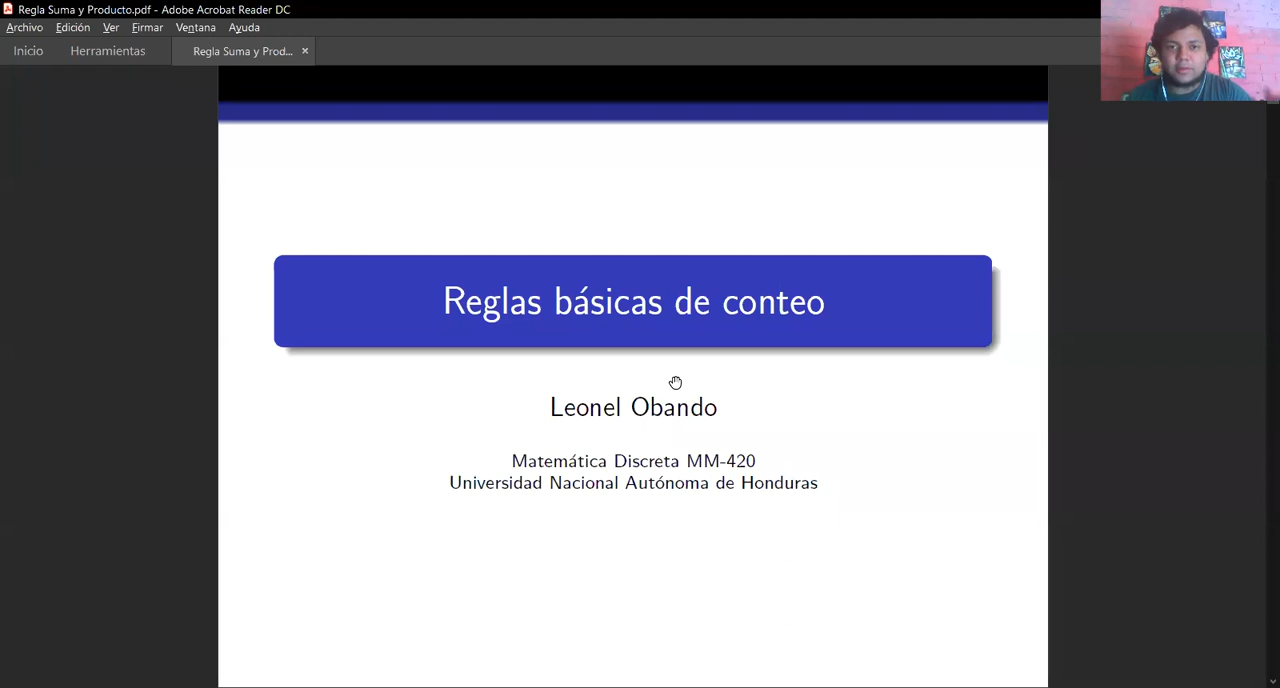 Regla Suma y Producto.pdf - Adobe Acrobat Reader DC
Archivo Edición Ver Firmar Ventana Ayuda
Inicio Herramientas Regla Suma y Prod... ×
Reglas básicas de conteo
Leonel Obando
Matemática Discreta MM-420
Universidad Nacional Autónoma de Honduras